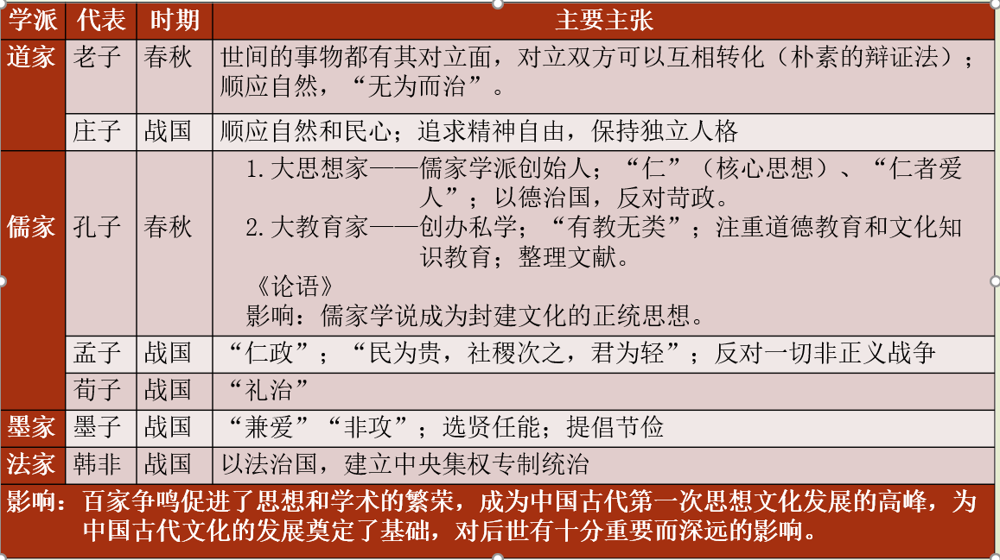 学派 代表 时期 主要主张
道家 老子 春秋 世间的事物都有其对立面，对立双方可以互相转化（朴素的辩证法）；
顺应自然，“无为而治”。
庄子 战国 顺应自然和民心；追求精神自由，保持独立人格
1.大思想家——儒家学派创始人；“仁”（核心思想）、“仁者爱
人”；以德治国，反对苛政。
儒家 孔子 春秋 2.大教育家——创办私学；“有教无类”；注重道德教育和文化知
识教育；整理文献。
《论语》
影响：儒家学说成为封建文化的正统思想。
孟子 战国 “仁政”；“民为贵，社稷次之，君为轻”；反对一切非正义战争
荀子 战国 “礼治”
墨家 墨子 战国 “兼爱”“非攻”；选贤任能；提倡节俭
法家 韩非 战国 以法治国，建立中央集权专制统治
影响：百家争鸣促进了思想和学术的繁荣，成为中国古代第一次思想文化发展的高峰，为
中国古代文化的发展奠定了基础，对后世有十分重要而深远的影响。